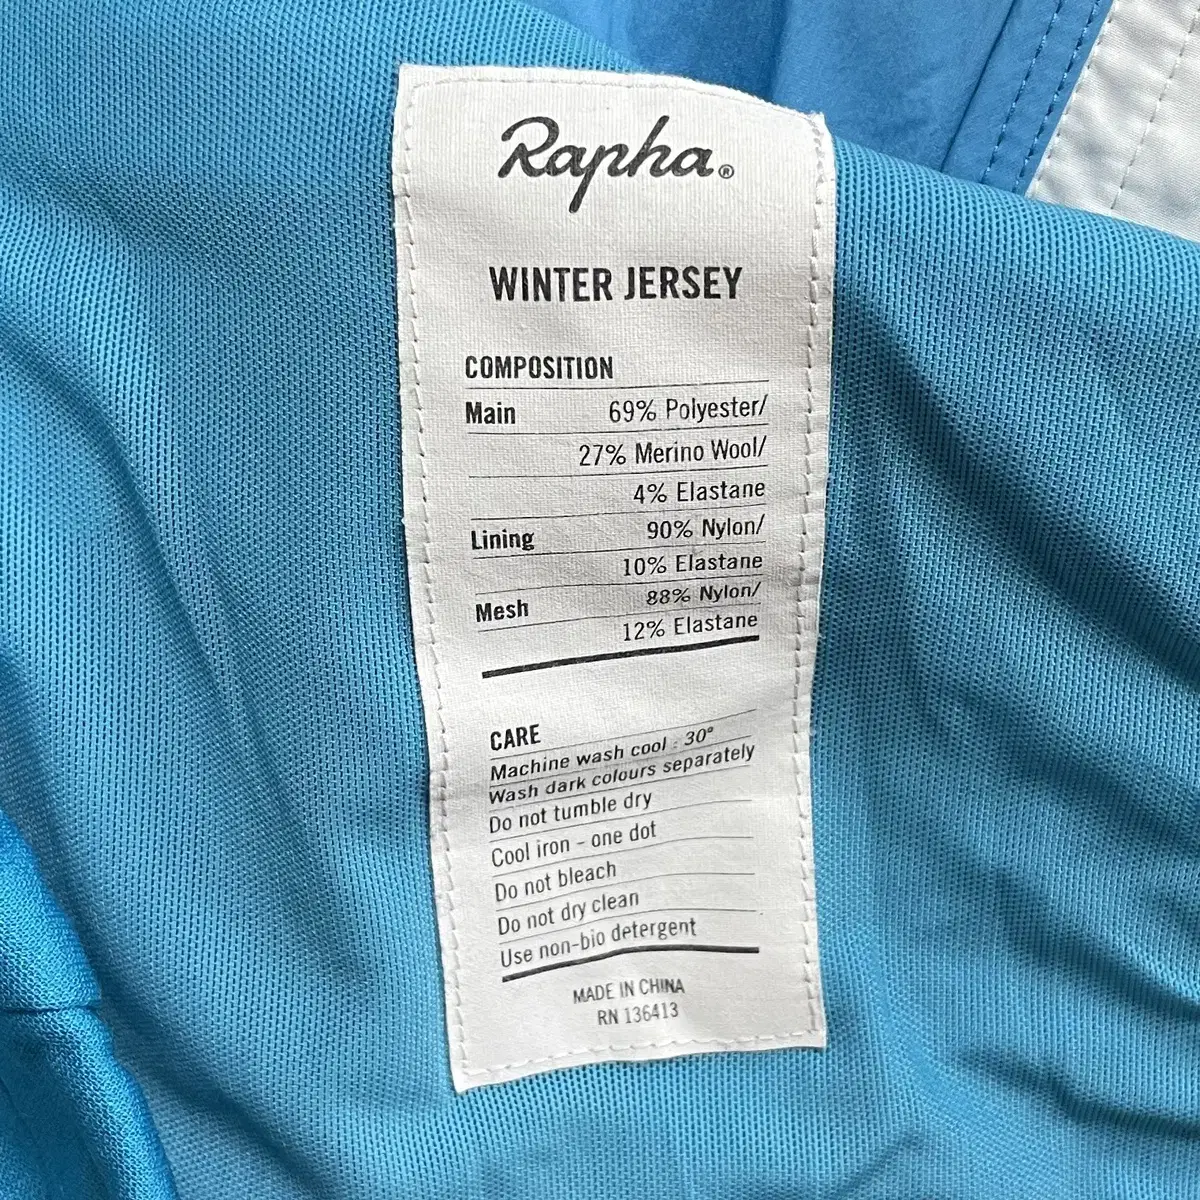 Rapha®
WINTER JERSEY
COMPOSITION
Main 69% Polyester/
27% Merino Wool/
4% Elastane
Lining 90% Nylon/
10% Elastane
Mesh 88% Nylon/
12% Elastane
CARE
Machine wash cool : 30°
Wash dark colours separately
Do not tumble dry
Cool iron - one dot
Do not bleach
Do not dry clean
Use non-bio detergent
MADE IN CHINA
RN 136413